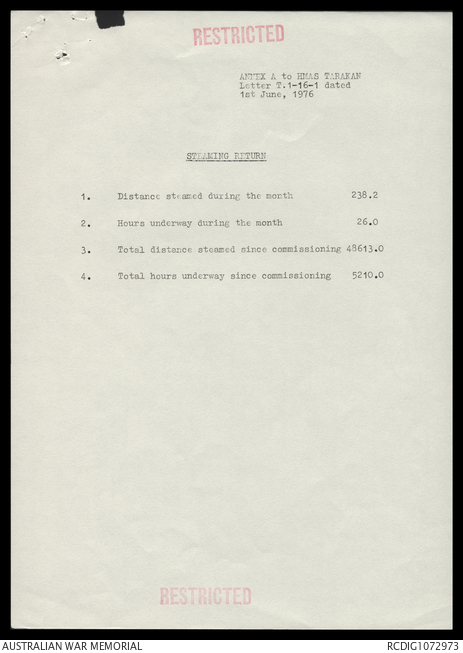 RESTRICTED
ANNEX A to HMAS TARAKAN
Letter T.1-16-1 dated
1st June, 1976
STEAMING RETURN
1. Distance steamed during the month 238.2
2. Hours underway during the month 26.0
3. Total distance steamed since commissioning 48613.0
4. Total hours underway since commissioning 5210.0
RESTRICTED
AUSTRALIAN WAR MEMORIAL RCDIG1072973